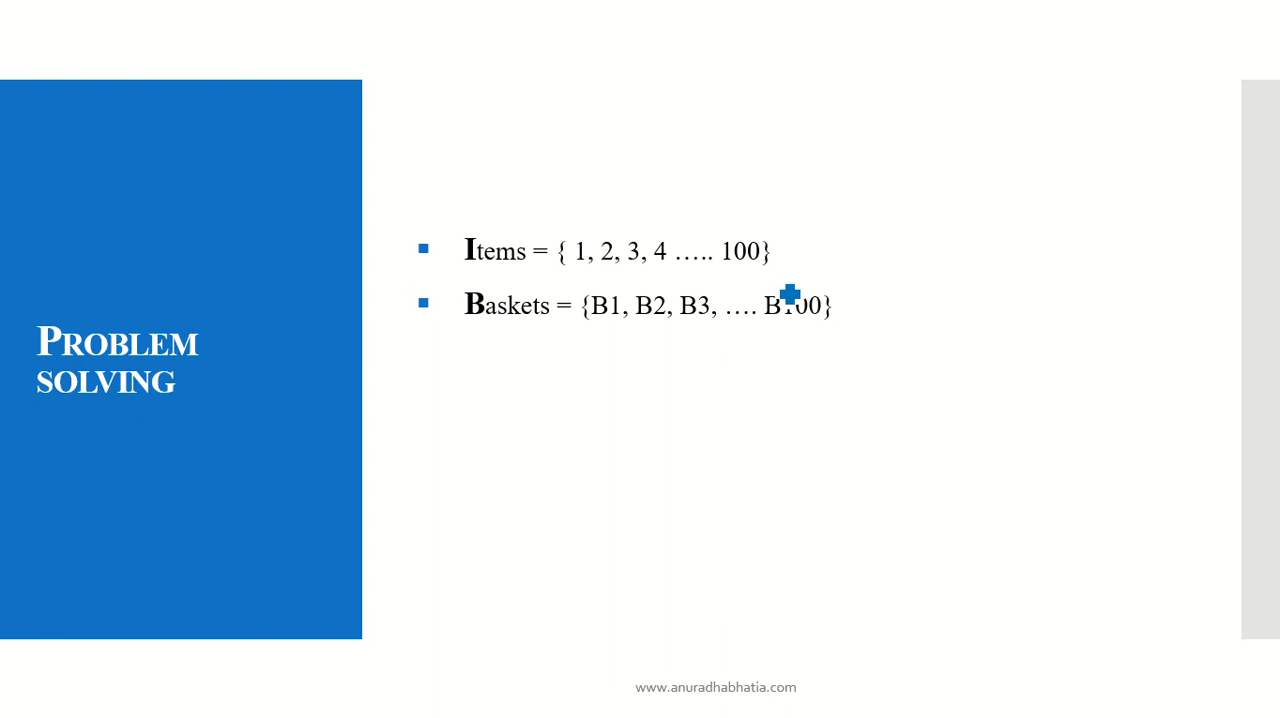 PROBLEM
SOLVING
Items = { 1, 2, 3, 4 ….. 100}
Baskets = {B1, B2, B3, …. B100}
www.anuradhabhatia.com